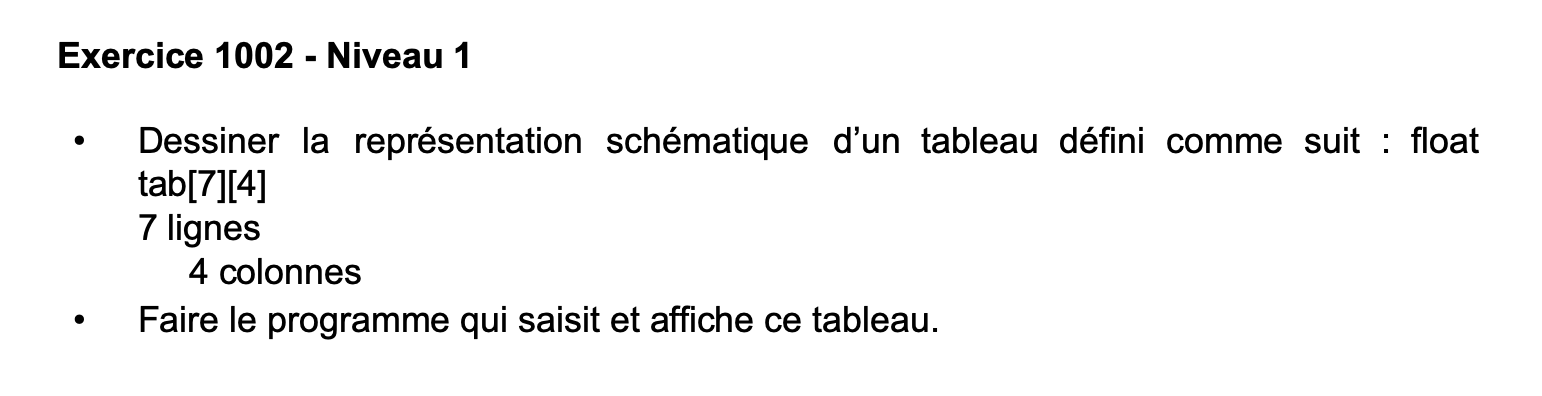 Exercice 1002 - Niveau 1
• Dessiner la représentation schématique d’un tableau défini comme suit : float
tab[7][4]
7 lignes
4 colonnes
• Faire le programme qui saisit et affiche ce tableau.